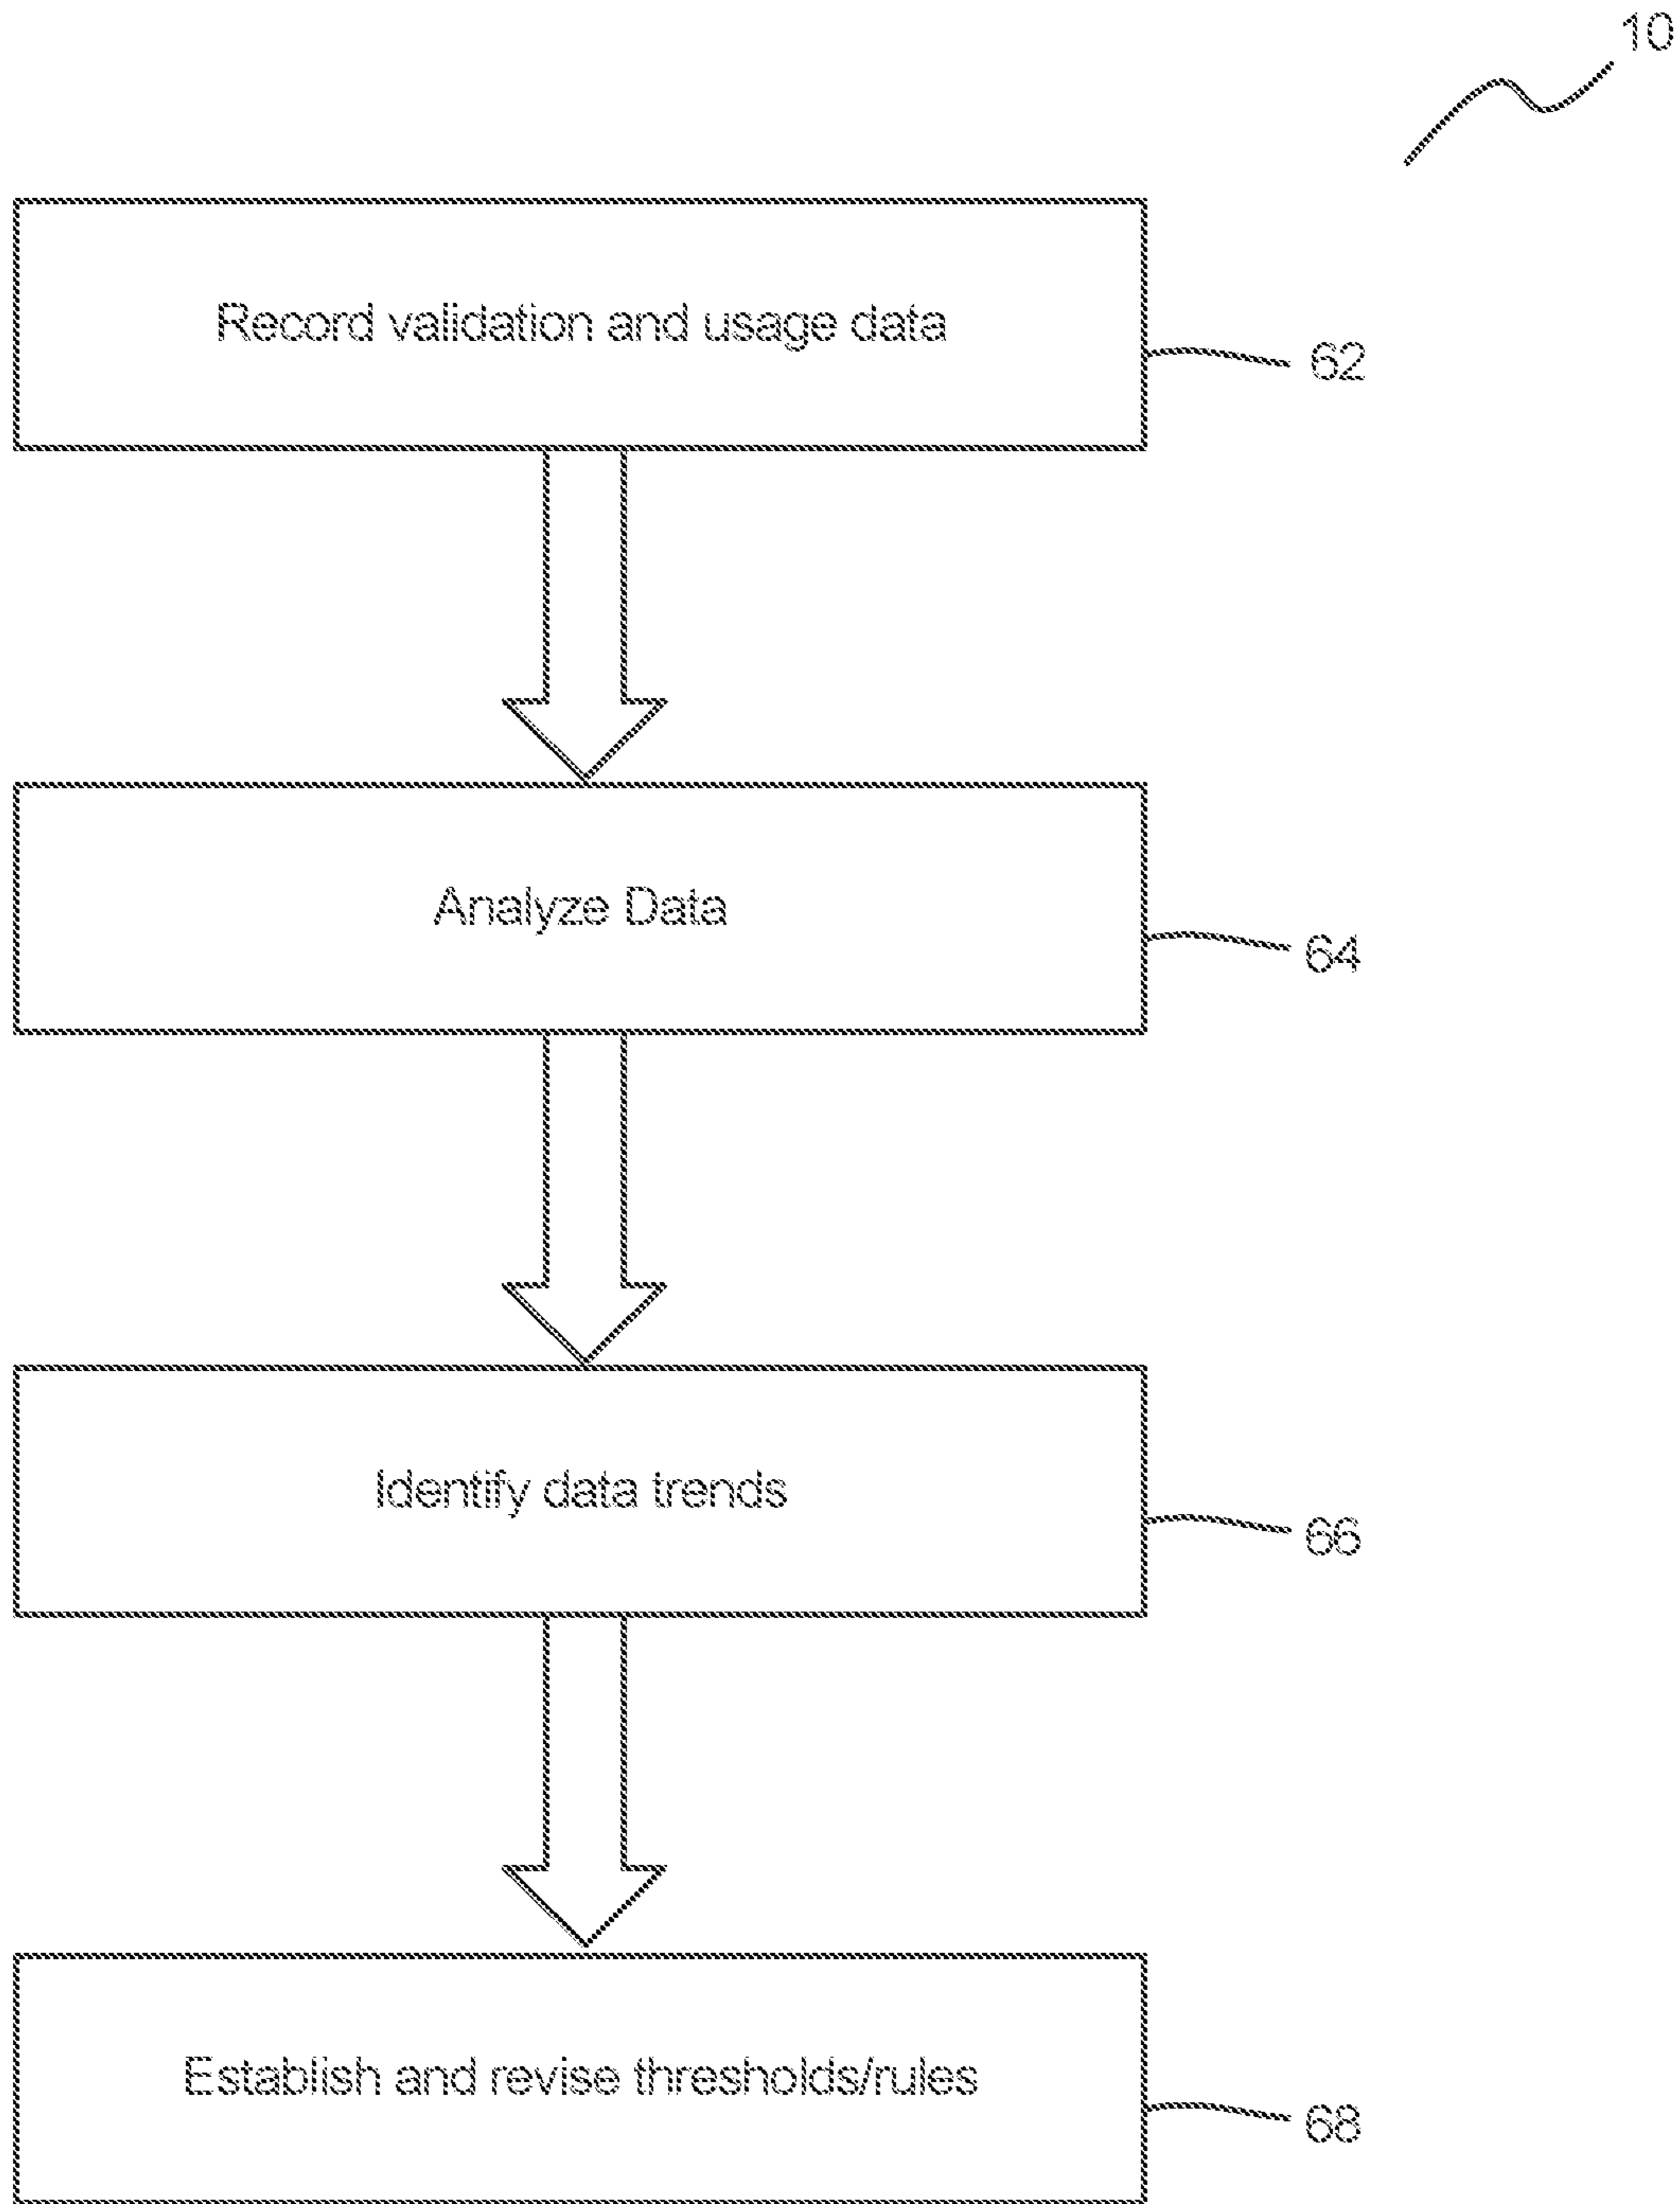 10
Record validation and usage data
62
Analyze Data
64
Identify data trends
66
Establish and revise thresholds/rules
68